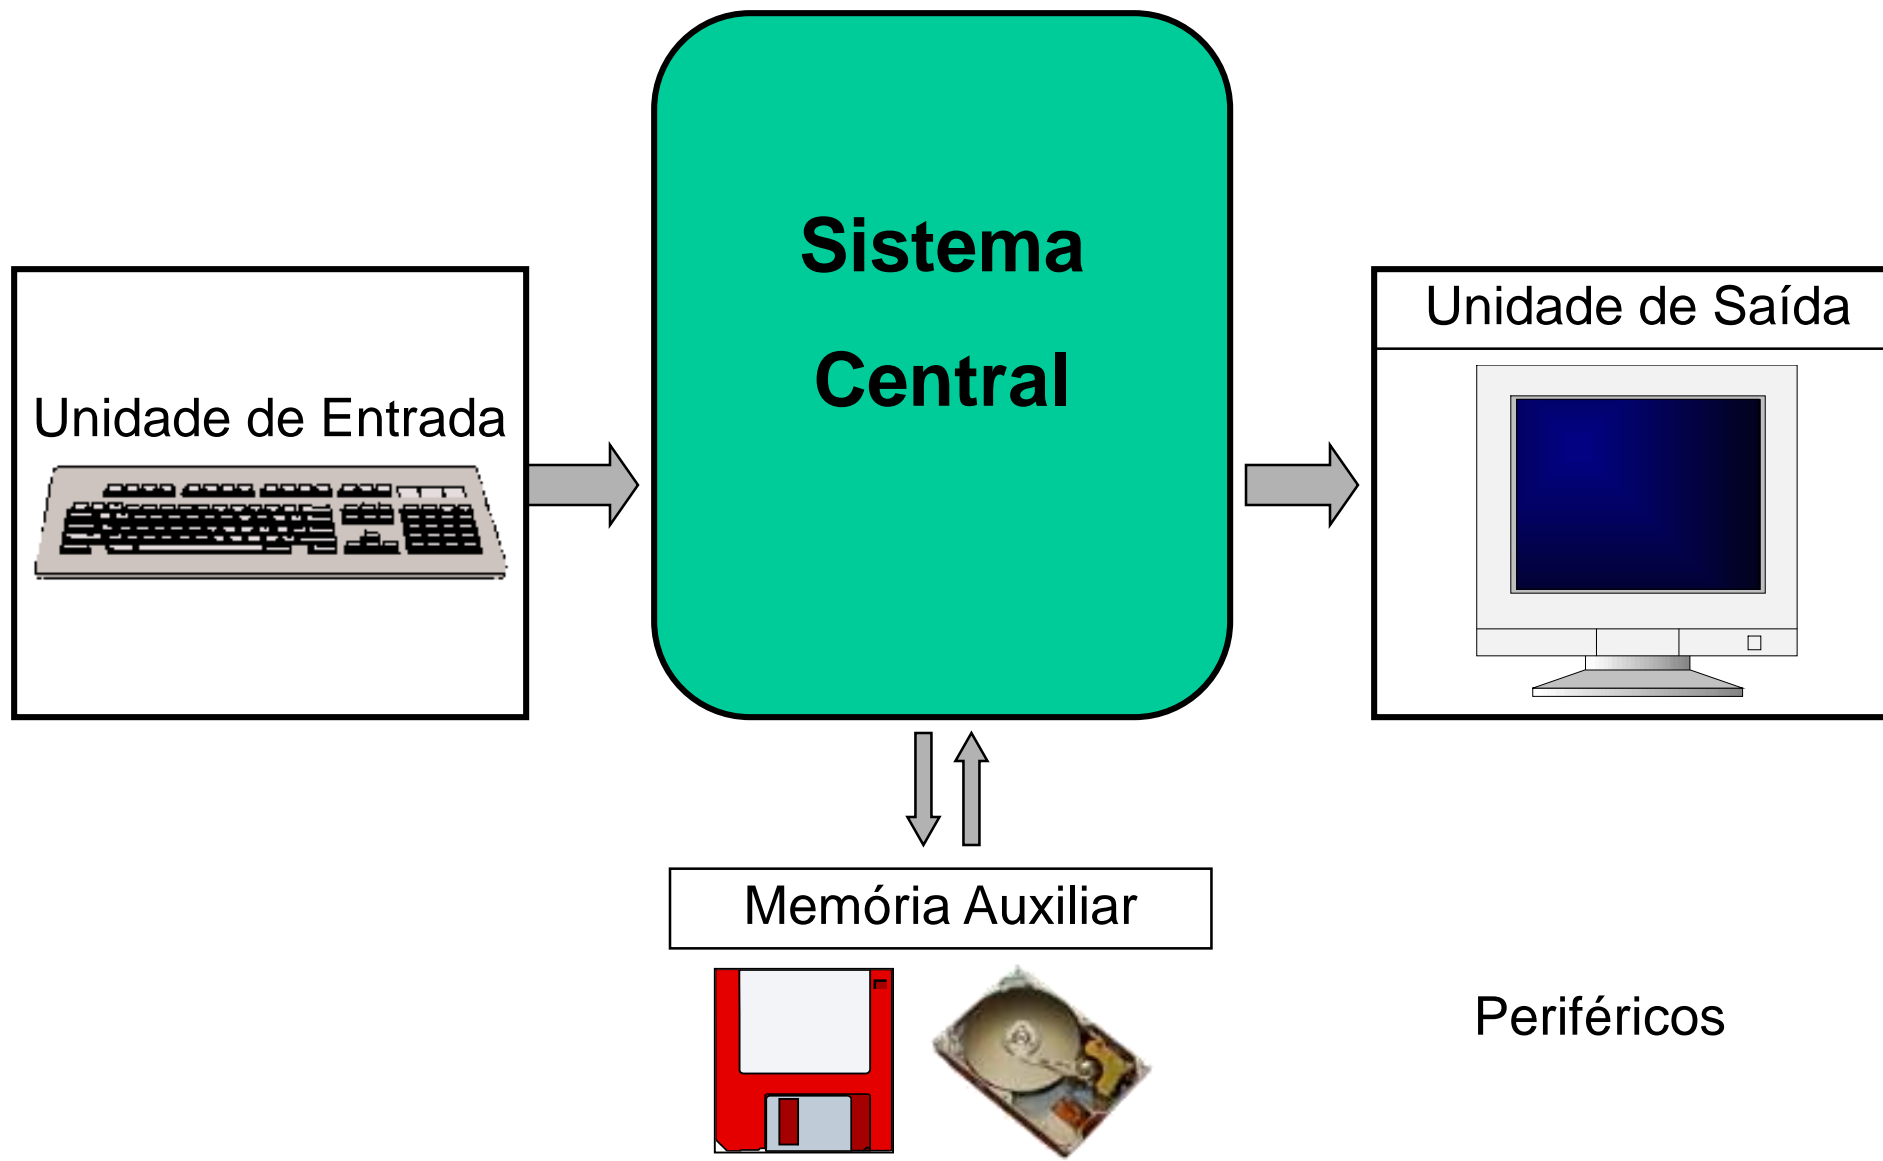 Sistema
Central
Unidade de Entrada
Unidade de Saída
Memória Auxiliar
Periféricos